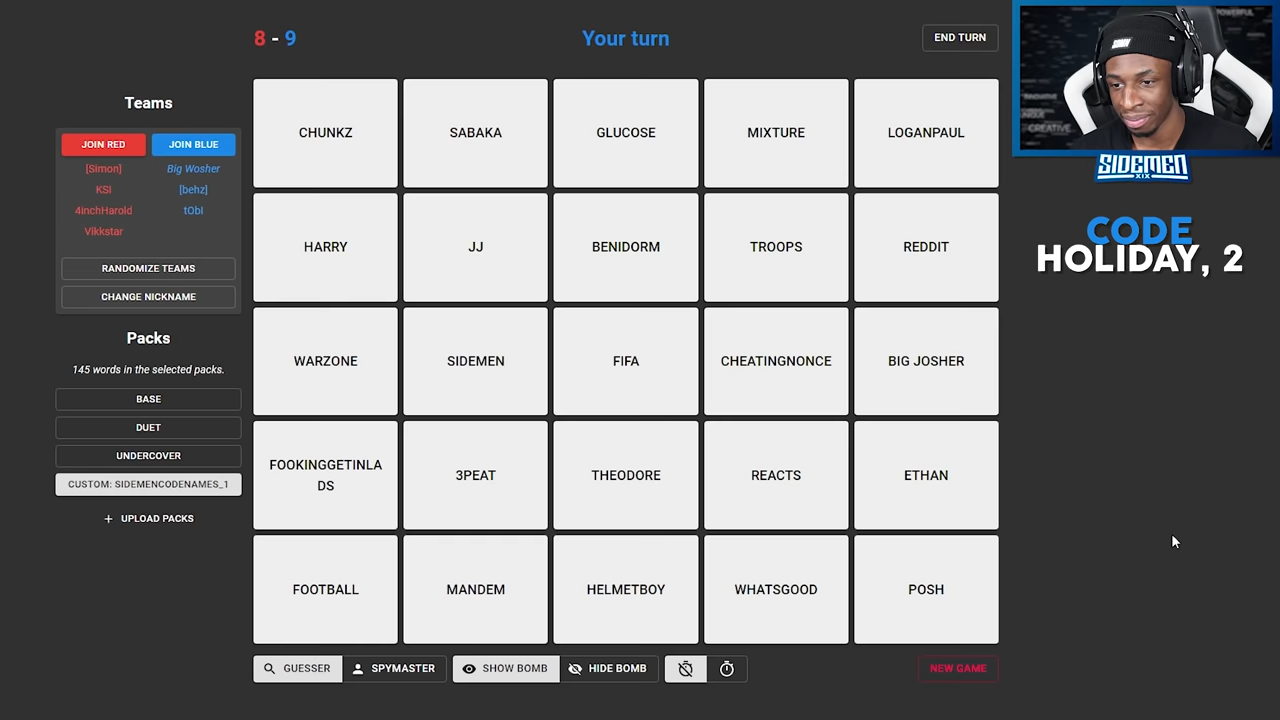 8 - 9
Your turn
END TURN
Teams
JOIN RED
JOIN BLUE
[Simon]
Big Wosher
KSI
[behz]
4inchHarold
tObI
Vikkstar
RANDOMIZE TEAMS
CHANGE NICKNAME
Packs
145 words in the selected packs.
BASE
DUET
UNDERCOVER
CUSTOM: SIDEMENCODENAMES_1
+ UPLOAD PACKS
CHUNKZ
SABAKA
GLUCOSE
MIXTURE
LOGANPAUL
HARRY
JJ
BENIDORM
TROOPS
REDDIT
WARZONE
SIDEMEN
FIFA
CHEATINGNONCE
BIG JOSHER
FOOKINGGETINLA
DS
3PEAT
THEODORE
REACTS
ETHAN
FOOTBALL
MANDEM
HELMETBOY
WHATSGOOD
POSH
GUESSER
SPYMASTER
SHOW BOMB
HIDE BOMB
NEW GAME
CREATIVE
SIDEMEN
XIX
CODE
HOLIDAY, 2